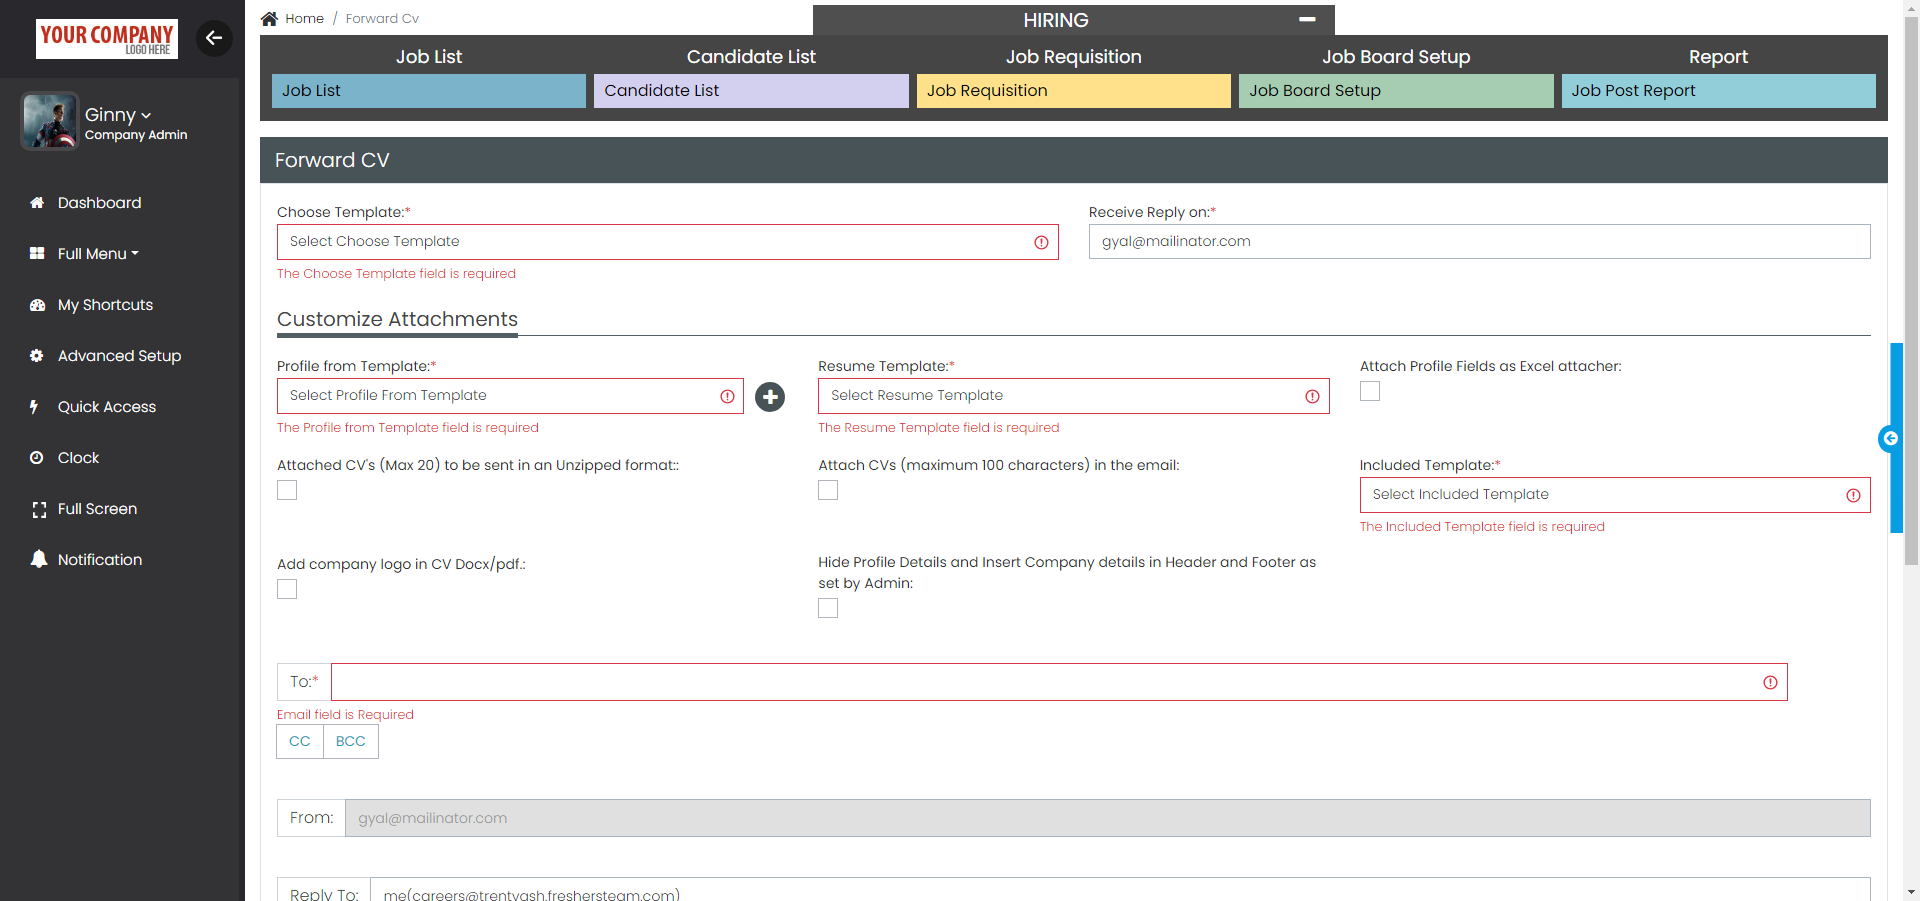 YOUR COMPANY
LOGO HERE
Ginny
Company Admin
Dashboard
Full Menu
My Shortcuts
Advanced Setup
Quick Access
Clock
Full Screen
Notification
Home / Forward Cv
HIRING
Job List
Candidate List
Job Requisition
Job Board Setup
Report
Job List
Candidate List
Job Requisition
Job Board Setup
Job Post Report
Forward CV
Choose Template:*
Select Choose Template
The Choose Template field is required
Receive Reply on:*
gyal@mailinator.com
Customize Attachments
Profile from Template:*
Select Profile From Template
The Profile from Template field is required
Resume Template:*
Select Resume Template
The Resume Template field is required
Attach Profile Fields as Excel attacher:
Attached CV's (Max 20) to be sent in an Unzipped format::
Attach CVs (maximum 100 characters) in the email:
Included Template:*
Select Included Template
The Included Template field is required
Add company logo in CV Docx/pdf.:
Hide Profile Details and Insert Company details in Header and Footer as
set by Admin:
To:*
Email field is Required
CC
BCC
From:
gyal@mailinator.com
Reply To:
me(careers@trentyash.freshersteam.com)